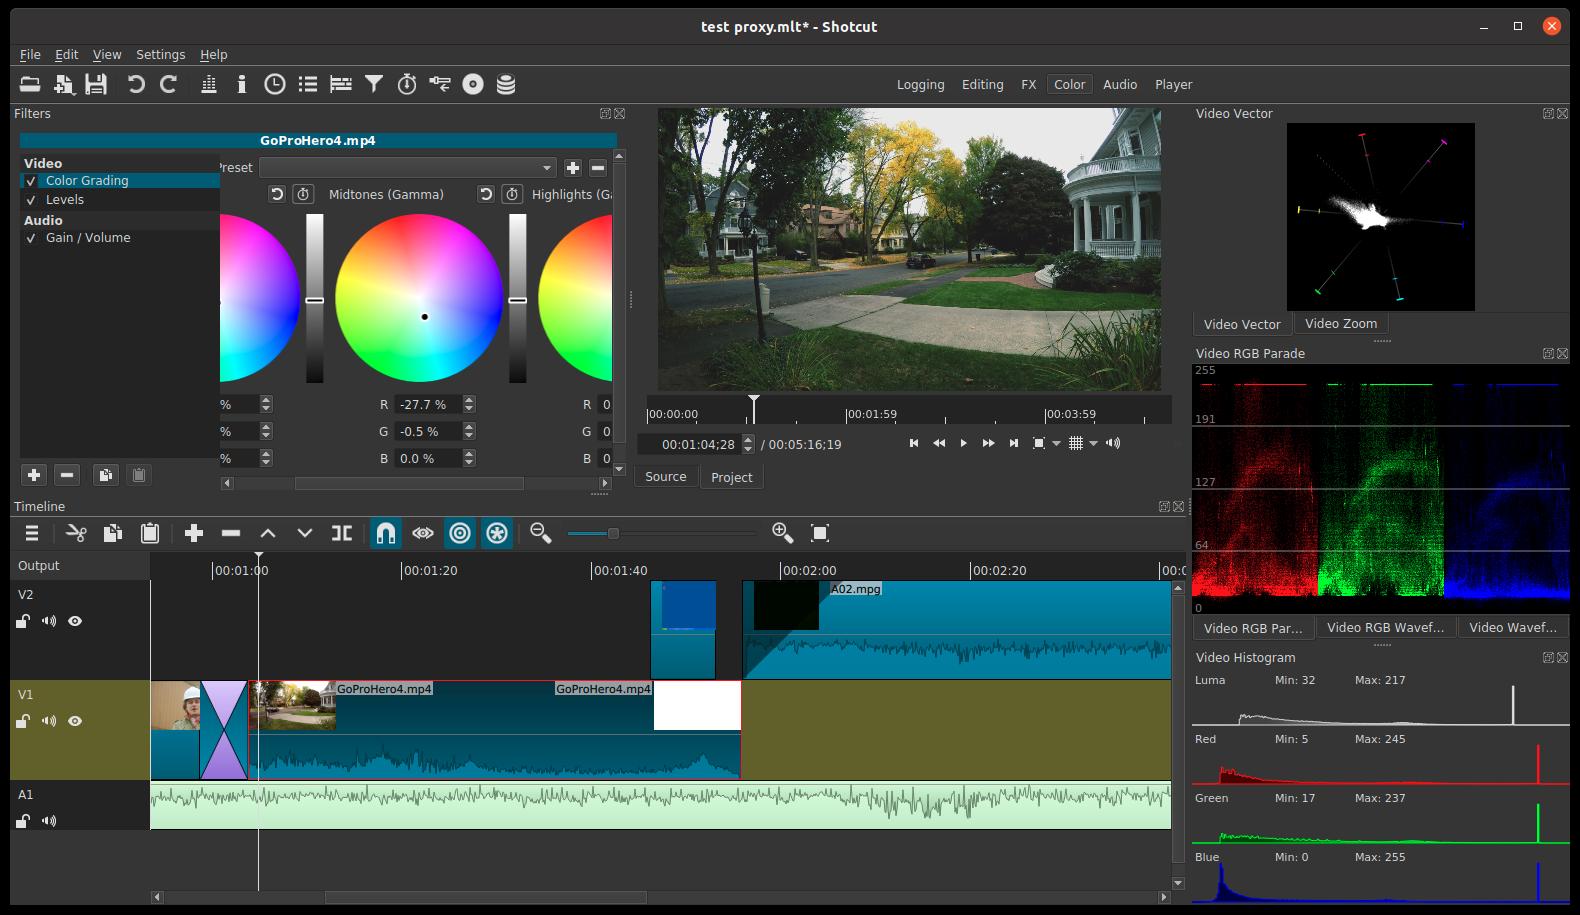 test proxy.mlt* - Shotcut
File Edit View Settings Help
Logging Editing FX Color Audio Player
Filters
GoProHero4.mp4
Video
Color Grading
Levels
Audio
Gain / Volume
Preset
Midtones (Gamma) Highlights (Ga
% R -27.7 % R 0
% G -0.5 % G 0
% B 0.0 % B 0
00:00:00 00:01:59 00:03:59
00:01:04;28 / 00:05:16;19
Source Project
Video Vector
Video Vector Video Zoom
Video RGB Parade
255
191
127
64
0
Video RGB Par... Video RGB Wavef... Video Wavef...
Video Histogram
Luma Min: 32 Max: 217
Red Min: 5 Max: 245
Green Min: 17 Max: 237
Blue Min: 0 Max: 255
Timeline
Output
00:01:00 00:01:20 00:01:40 00:02:00 00:02:20 00:0
V2
A02.mpg
V1
GoProHero4.mp4 GoProHero4.mp4
A1